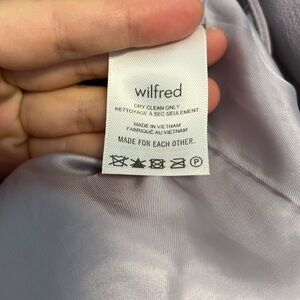 wilfred
DRY CLEAN ONLY
NETTOYAGE À SEC SEULEMENT.
MADE IN VIETNAM
FABRIQUÉ AU VIETNAM
MADE FOR EACH OTHER.
P